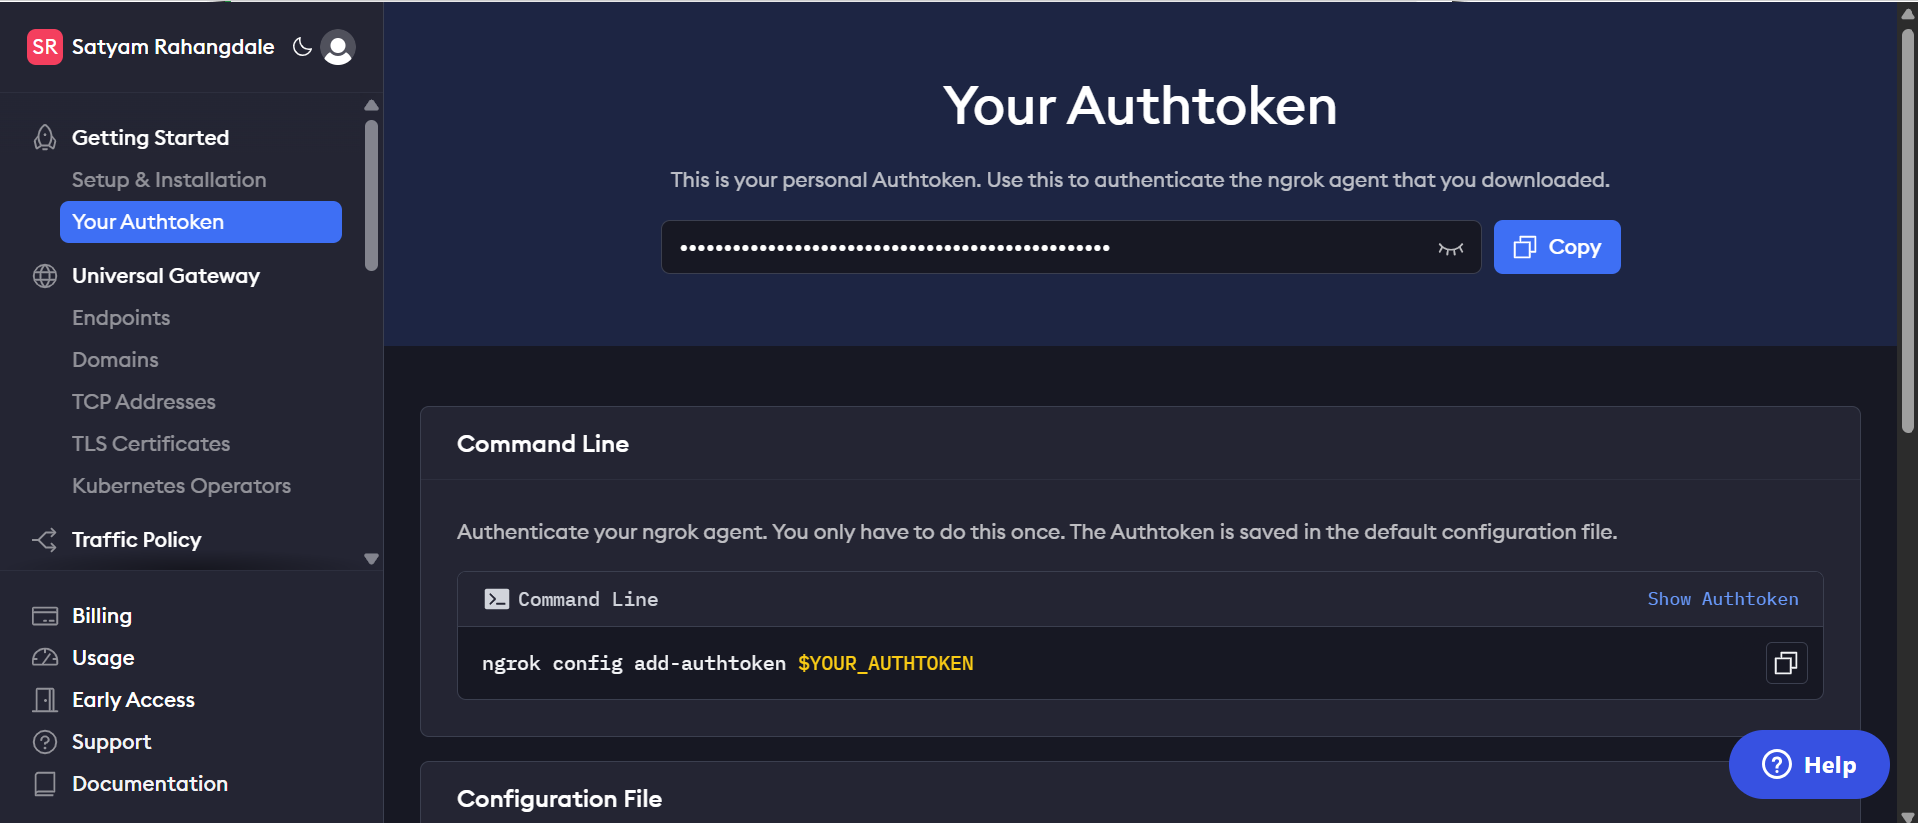 SR Satyam Rahangdale
Getting Started
Setup & Installation
Your Authtoken
Universal Gateway
Endpoints
Domains
TCP Addresses
TLS Certificates
Kubernetes Operators
Traffic Policy
Billing
Usage
Early Access
Support
Documentation
Your Authtoken
This is your personal Authtoken. Use this to authenticate the ngrok agent that you downloaded.
Copy
Command Line
Authenticate your ngrok agent. You only have to do this once. The Authtoken is saved in the default configuration file.
Command Line
Show Authtoken
ngrok config add-authtoken $YOUR_AUTHTOKEN
Configuration File
Help